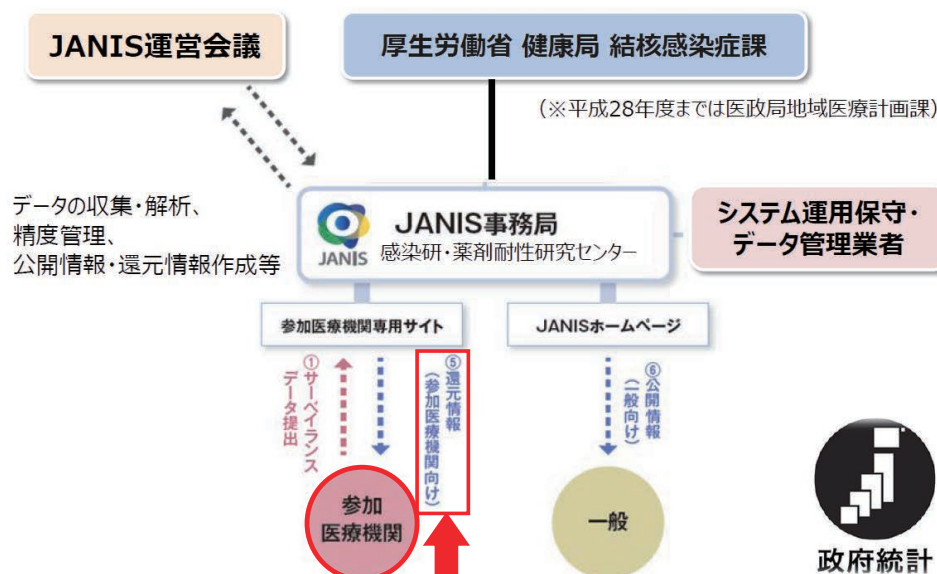 JANIS運営会議
厚生労働省 健康局 結核感染症課
(※平成28年度までは医政局地域医療計画課)
データの収集・解析、
精度管理、
公開情報・還元情報作成等
JANIS
JANIS事務局
感染研・薬剤耐性研究センター
システム運用保守・
データ管理業者
参加医療機関専用サイト
JANISホームページ
①サーベイランス
データ提出
⑤還元情報
(参加医療機関向け)
⑥公開情報
(一般向け)
参加
医療機関
一般
政府統計